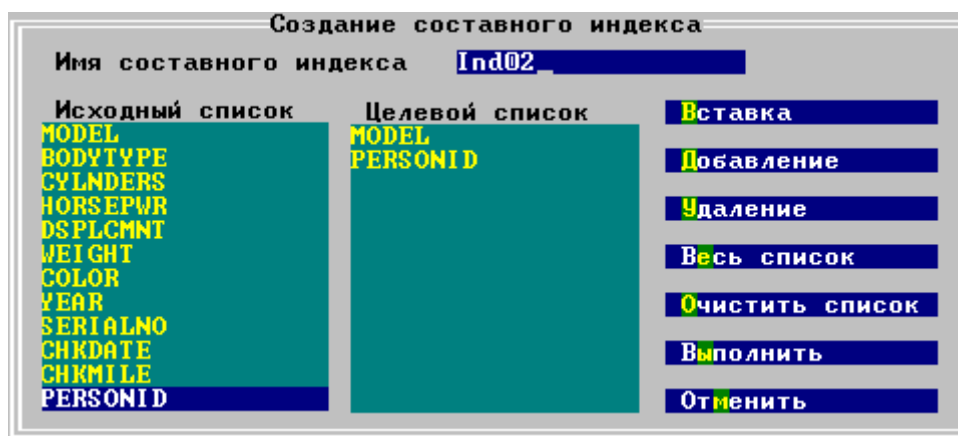 Создание составного индекса
Имя составного индекса Ind02_
Исходный список
MODEL
BODYTYPE
CYLNDERS
HORSEPWR
DSPLCMNT
WEIGHT
COLOR
YEAR
SERIALNO
CHKDATE
CHKMILE
PERSONID
Целевой список
MODEL
PERSONID
Вставка
Добавление
Удаление
Весь список
Очистить список
Выполнить
Отменить